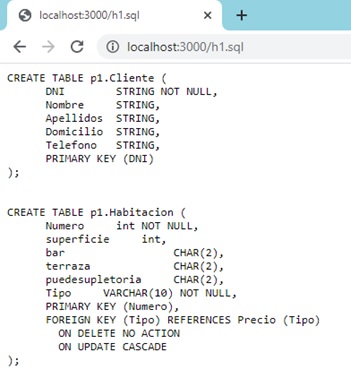 localhost:3000/h1.sql
localhost:3000/h1.sql
CREATE TABLE p1.Cliente (
DNI STRING NOT NULL,
Nombre STRING,
Apellidos STRING,
Domicilio STRING,
Telefono STRING,
PRIMARY KEY (DNI)
);
CREATE TABLE p1.Habitacion (
Numero int NOT NULL,
superficie int,
bar CHAR(2),
terraza CHAR(2),
puedesupletoria CHAR(2),
Tipo VARCHAR(10) NOT NULL,
PRIMARY KEY (Numero),
FOREIGN KEY (Tipo) REFERENCES Precio (Tipo)
ON DELETE NO ACTION
ON UPDATE CASCADE
);